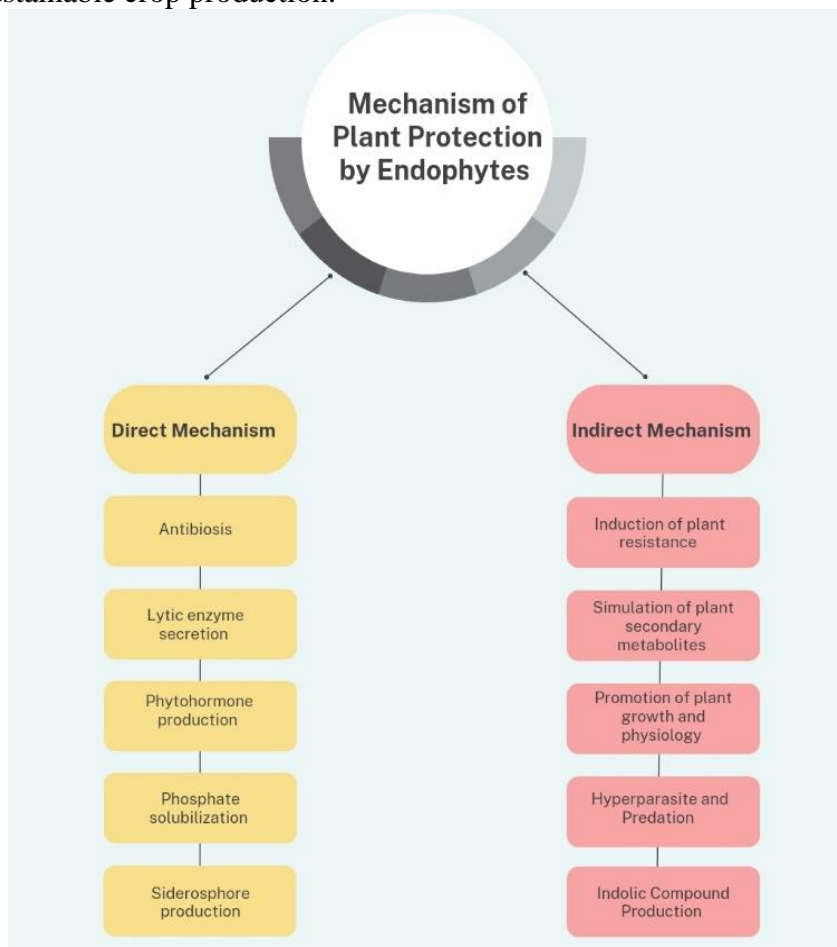 Mechanism of
Plant Protection
by Endophytes
Direct Mechanism
Antibiosis
Lytic enzyme
secretion
Phytohormone
production
Phosphate
solubilization
Siderosphore
production
Indirect Mechanism
Induction of plant
resistance
Simulation of plant
secondary
metabolites
Promotion of plant
growth and
physiology
Hyperparasite and
Predation
Indolic Compound
Production